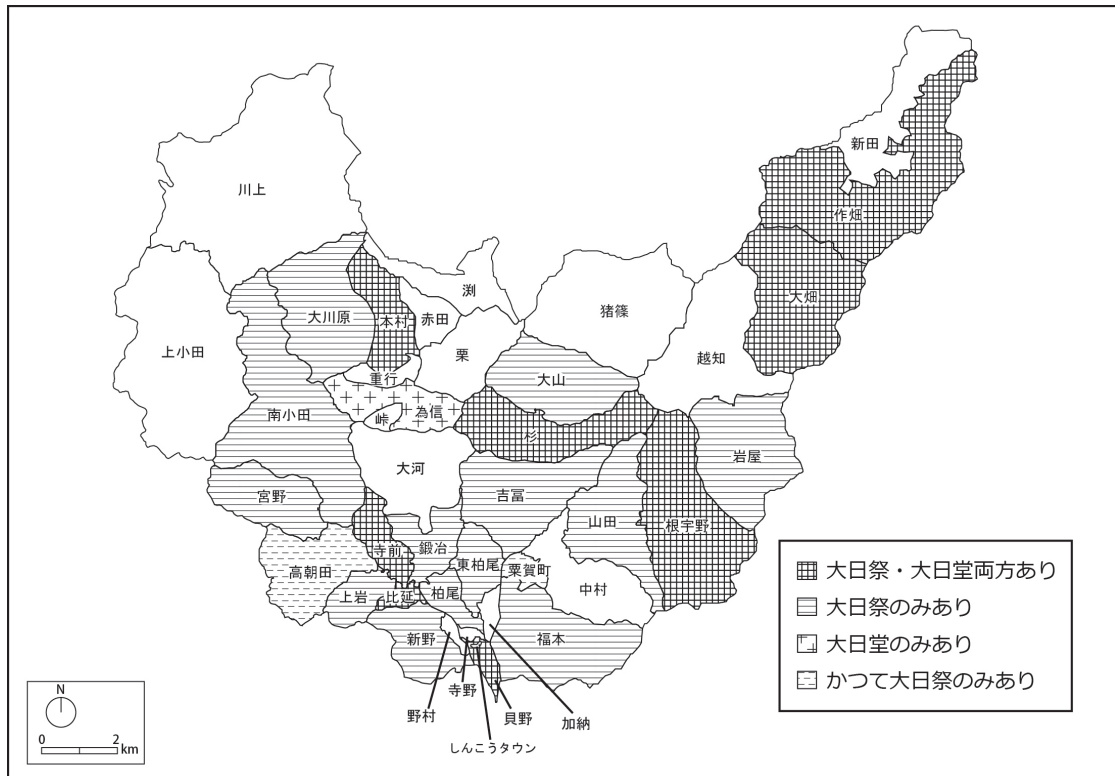 新田
川上
作畑
渕
大畑
猪篠
大川原
本村
赤田
上小田
栗
越知
重行
大山
南小田
峠
為信
杉
大河
岩屋
宮野
吉冨
山田
根宇野
寺前
鍛冶
高朝田
東柏尾
粟賀町
中村
上岩
比延
柏尾
新野
福本
寺野
野村
貝野
加納
しんこうタウン
大日祭・大日堂両方あり
大日祭のみあり
大日堂のみあり
かつて大日祭のみあり
N
0 2
km